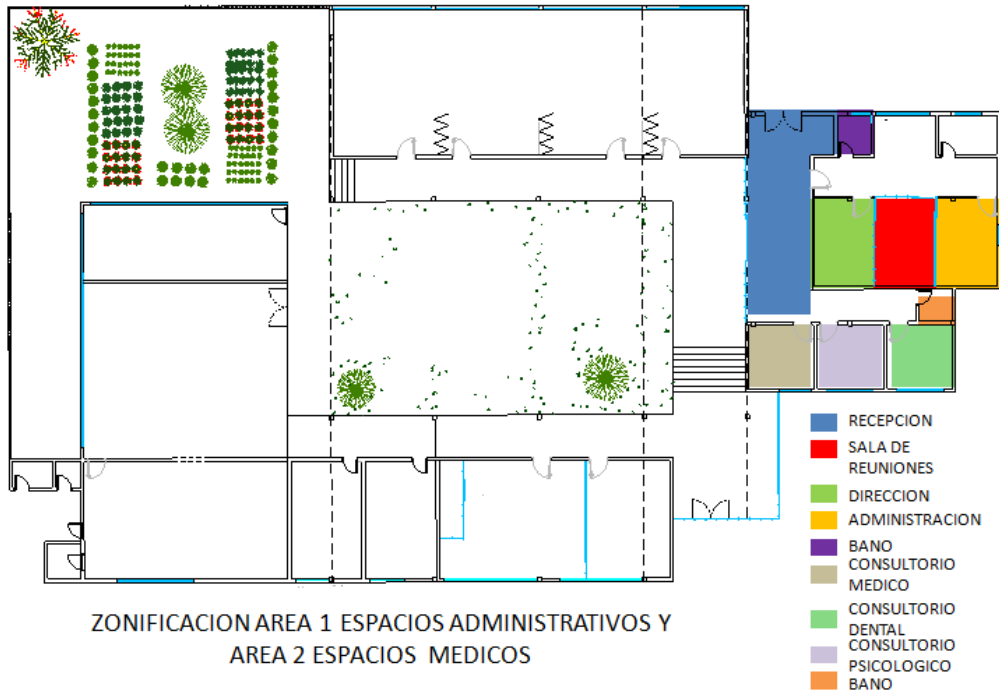 RECEPCION
SALA DE
REUNIONES
DIRECCION
ADMINISTRACION
BANO
CONSULTORIO
MEDICO
CONSULTORIO
DENTAL
CONSULTORIO
PSICOLOGICO
BANO
ZONIFICACION AREA 1 ESPACIOS ADMINISTRATIVOS Y
AREA 2 ESPACIOS MEDICOS